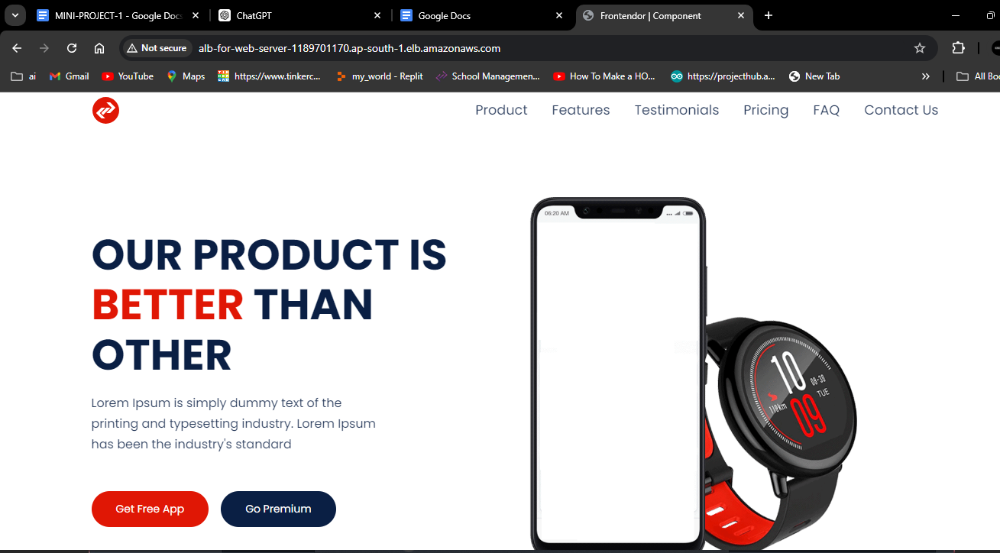 MINI-PROJECT-1 - Google Docs
ChatGPT
Google Docs
Frontendor | Component
Not secure
alb-for-web-server-1189701170.ap-south-1.elb.amazonaws.com
ai
Gmail
YouTube
Maps
https://www.tinkerc...
my_world - Replit
School Managemen...
How To Make a HO...
https://projecthub.a...
New Tab
»
All Boo
Product
Features
Testimonials
Pricing
FAQ
Contact Us
06:20 AM
OUR PRODUCT IS
BETTER THAN
OTHER
Lorem Ipsum is simply dummy text of the
printing and typesetting industry. Lorem Ipsum
has been the industry's standard
Get Free App
Go Premium
10
08-30
TUE
09